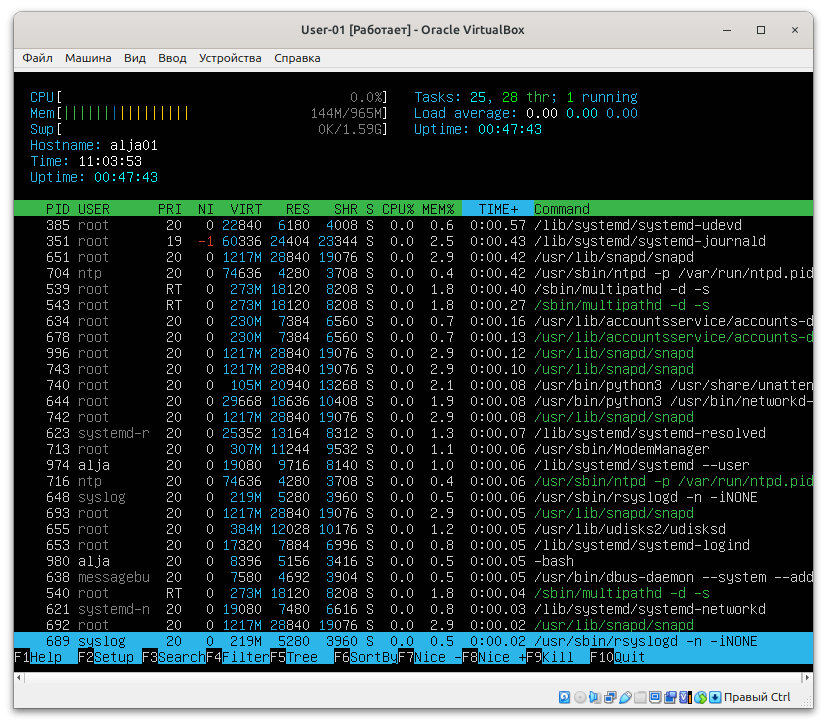 User-01 [Работает] - Oracle VirtualBox
Файл Машина Вид Ввод Устройства Справка
CPU[ 0.0%] Tasks: 25, 28 thr; 1 running
Mem[||||||||||||||||| 144M/965M] Load average: 0.00 0.00 0.00
Swp[ 0K/1.59G] Uptime: 00:47:43
Hostname: alja01
Time: 11:03:53
Uptime: 00:47:43
PID USER PRI NI VIRT RES SHR S CPU% MEM% TIME+ Command
385 root 20 0 22840 6180 4008 S 0.0 0.6 0:00.57 /lib/systemd/systemd-udevd
351 root 19 -1 60336 24404 23344 S 0.0 2.5 0:00.43 /lib/systemd/systemd-journald
651 root 20 0 1217M 28840 19076 S 0.0 2.9 0:00.42 /usr/lib/snapd/snapd
704 ntp 20 0 74636 4280 3708 S 0.0 0.4 0:00.42 /usr/sbin/ntpd -p /var/run/ntpd.pid
539 root RT 0 273M 18120 8208 S 0.0 1.8 0:00.40 /sbin/multipathd -d -s
543 root RT 0 273M 18120 8208 S 0.0 1.8 0:00.27 /sbin/multipathd -d -s
634 root 20 0 230M 7384 6560 S 0.0 0.7 0:00.16 /usr/lib/accountsservice/accounts-d
678 root 20 0 230M 7384 6560 S 0.0 0.7 0:00.13 /usr/lib/accountsservice/accounts-d
996 root 20 0 1217M 28840 19076 S 0.0 2.9 0:00.12 /usr/lib/snapd/snapd
743 root 20 0 1217M 28840 19076 S 0.0 2.9 0:00.10 /usr/lib/snapd/snapd
740 root 20 0 105M 20940 13268 S 0.0 2.1 0:00.08 /usr/bin/python3 /usr/share/unatten
644 root 20 0 29668 18636 10408 S 0.0 1.9 0:00.08 /usr/bin/python3 /usr/bin/networkd-
742 root 20 0 1217M 28840 19076 S 0.0 2.9 0:00.08 /usr/lib/snapd/snapd
623 systemd-r 20 0 25352 13164 8312 S 0.0 1.3 0:00.07 /lib/systemd/systemd-resolved
713 root 20 0 307M 11244 9532 S 0.0 1.1 0:00.06 /usr/sbin/ModemManager
974 alja 20 0 19080 9716 8140 S 0.0 1.0 0:00.06 /lib/systemd/systemd --user
716 ntp 20 0 74636 4280 3708 S 0.0 0.4 0:00.06 /usr/sbin/ntpd -p /var/run/ntpd.pid
648 syslog 20 0 219M 5280 3960 S 0.0 0.5 0:00.05 /usr/sbin/rsyslogd -n -iNONE
693 root 20 0 1217M 28840 19076 S 0.0 2.9 0:00.05 /usr/lib/snapd/snapd
655 root 20 0 384M 12028 10176 S 0.0 1.2 0:00.05 /usr/lib/udisks2/udisksd
653 root 20 0 17320 7884 6996 S 0.0 0.8 0:00.05 /lib/systemd/systemd-logind
980 alja 20 0 8396 5156 3416 S 0.0 0.5 0:00.05 -bash
638 messagebu 20 0 7580 4692 3904 S 0.0 0.5 0:00.05 /usr/bin/dbus-daemon --system --add
540 root RT 0 273M 18120 8208 S 0.0 1.8 0:00.04 /sbin/multipathd -d -s
621 systemd-n 20 0 19080 7480 6616 S 0.0 0.8 0:00.03 /lib/systemd/systemd-networkd
692 root 20 0 1217M 28840 19076 S 0.0 2.9 0:00.02 /usr/lib/snapd/snapd
689 syslog 20 0 219M 5280 3960 S 0.0 0.5 0:00.02 /usr/sbin/rsyslogd -n -iNONE
F1Help F2Setup F3SearchF4FilterF5Tree F6SortByF7Nice -F8Nice +F9Kill F10Quit
Правый Ctrl